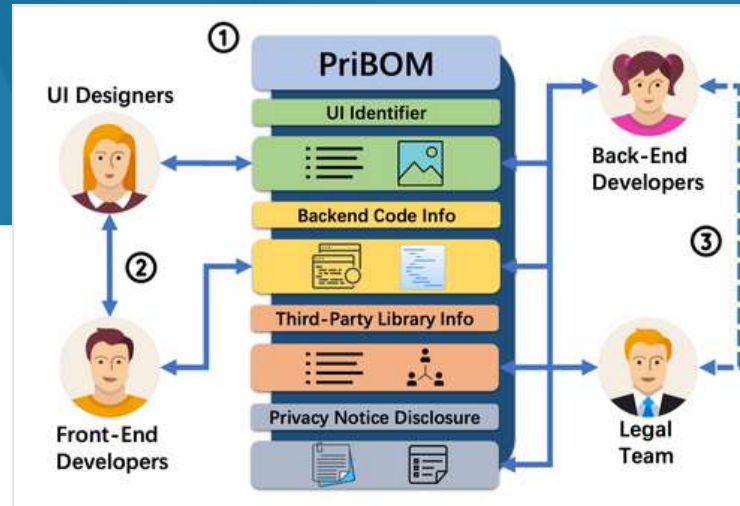 ①
PriBOM
UI Designers
UI Identifier
Back-End
Developers
Backend Code Info
②
③
Third-Party Library Info
Privacy Notice Disclosure
Front-End
Developers
Legal
Team